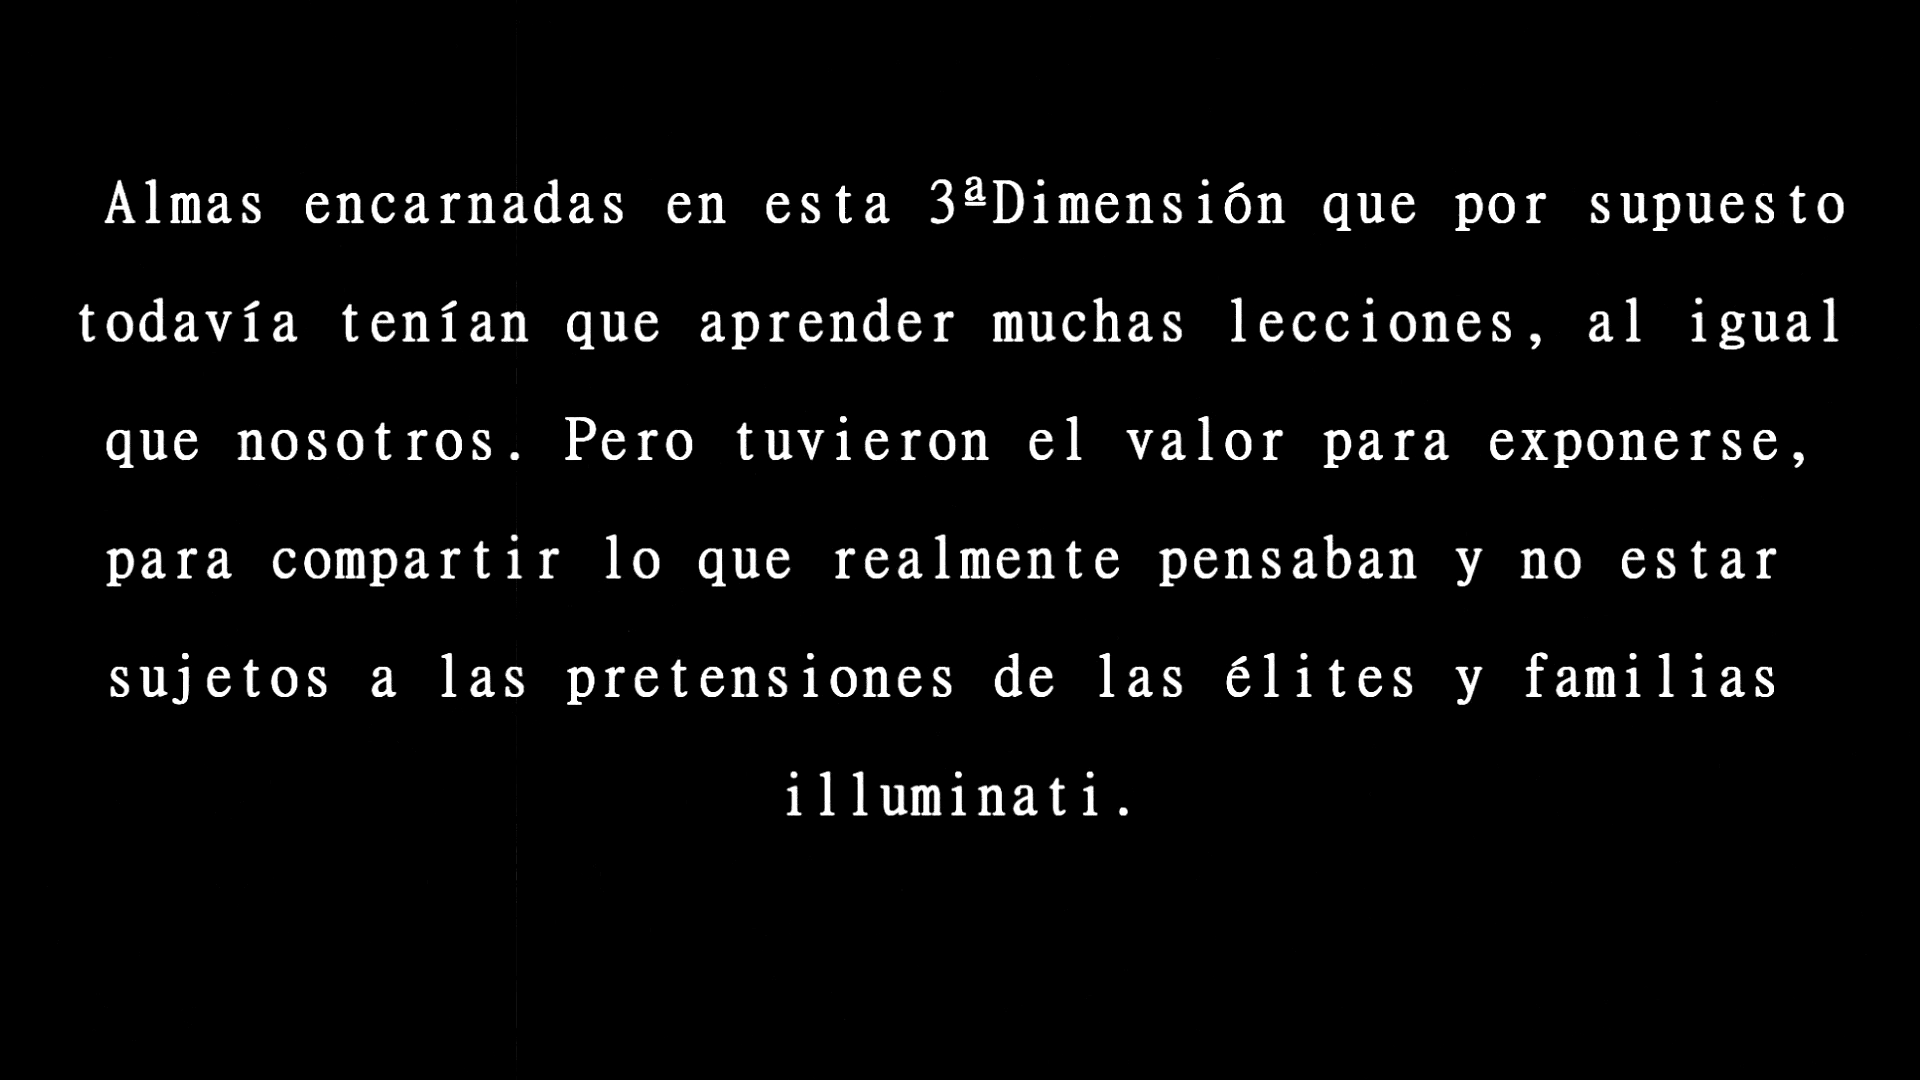 Almas encarnadas en esta 3ªDimensión que por supuesto
todavía tenían que aprender muchas lecciones, al igual
que nosotros. Pero tuvieron el valor para exponerse,
para compartir lo que realmente pensaban y no estar
sujetos a las pretensiones de las élites y familias
illuminati.